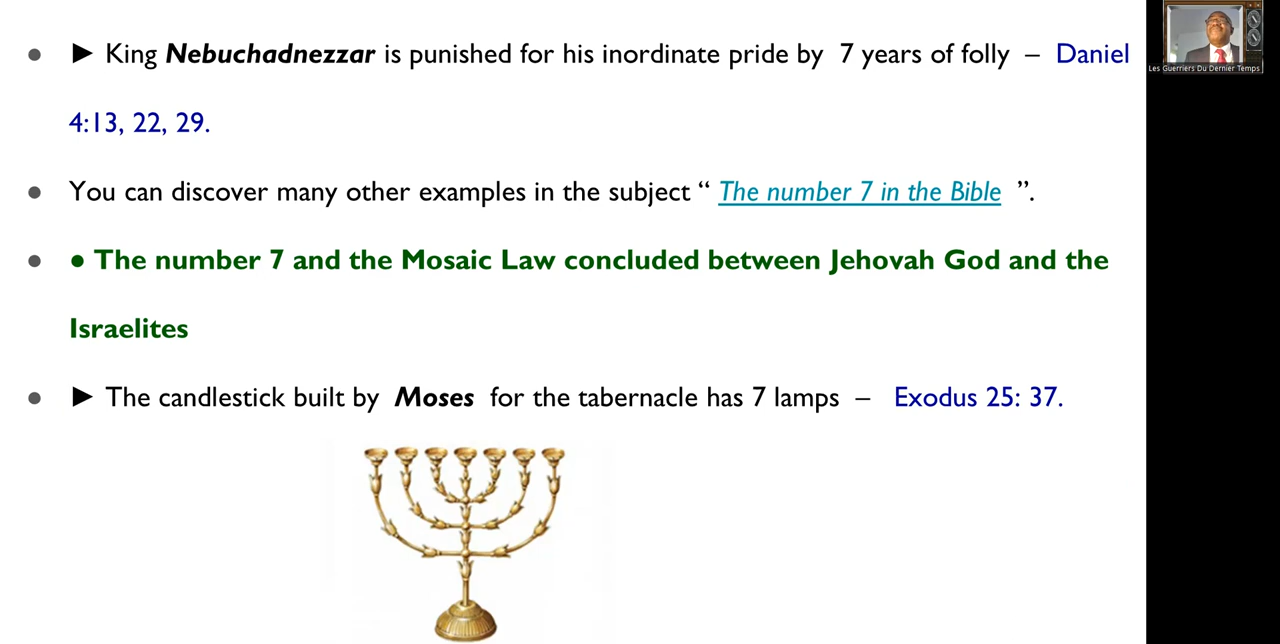 ● ► King Nebuchadnezzar is punished for his inordinate pride by 7 years of folly – Daniel
4:13, 22, 29.
● You can discover many other examples in the subject “ The number 7 in the Bible ”.
● ● The number 7 and the Mosaic Law concluded between Jehovah God and the
Israelites
● ► The candlestick built by Moses for the tabernacle has 7 lamps – Exodus 25: 37.
Les Guerriers Du Dernier Temps